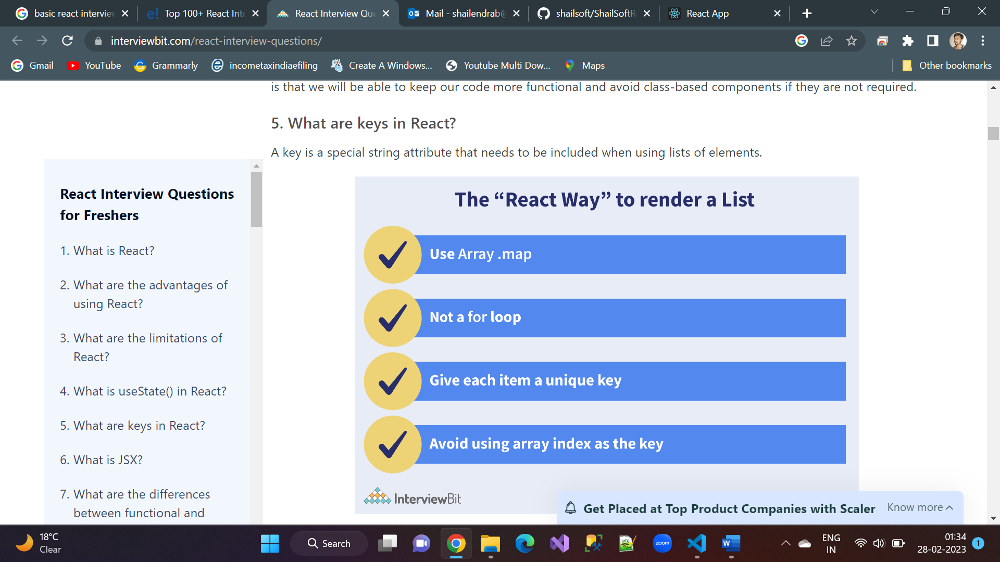 basic react interview
Top 100+ React Inte
React Interview Que
Mail - shailendrab@
shailsoft/ShailSoftR
React App
interviewbit.com/react-interview-questions/
Gmail
YouTube
Grammarly
incometaxindiaefiling
Create A Windows...
Youtube Multi Dow...
Maps
Other bookmarks
is that we will be able to keep our code more functional and avoid class-based components if they are not required.
5. What are keys in React?
A key is a special string attribute that needs to be included when using lists of elements.
React Interview Questions
for Freshers
1. What is React?
2. What are the advantages of
using React?
3. What are the limitations of
React?
4. What is useState() in React?
5. What are keys in React?
6. What is JSX?
7. What are the differences
between functional and
The “React Way” to render a List
Use Array .map
Not a for loop
Give each item a unique key
Avoid using array index as the key
InterviewBit
Get Placed at Top Product Companies with Scaler
Know more
18°C
Clear
Search
zoom
ENG
IN
01:34
28-02-2023
1